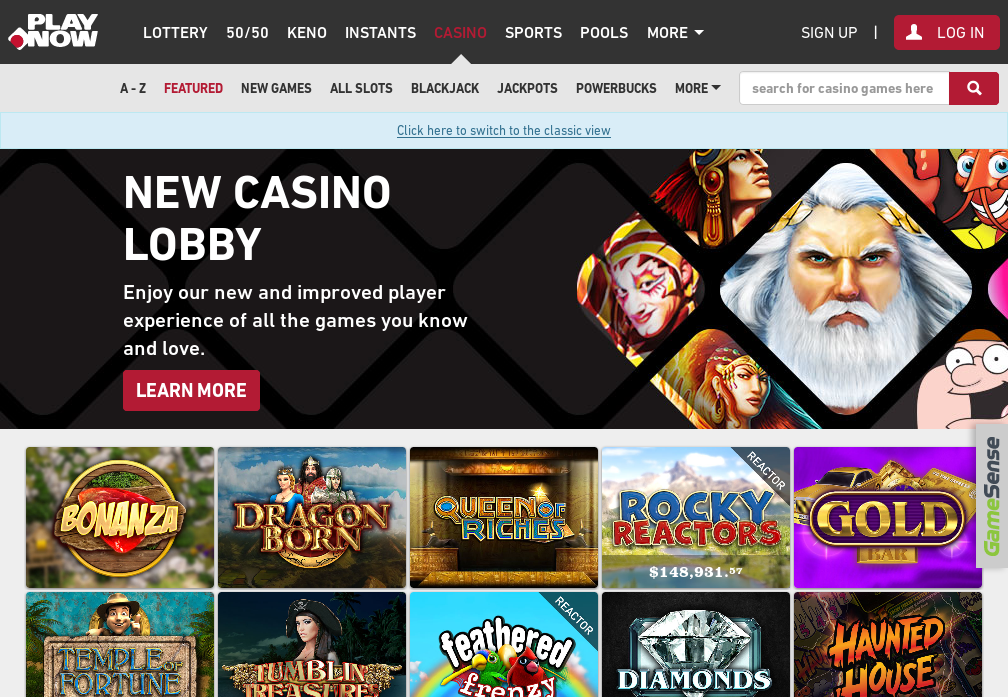 PLAY NOW
LOTTERY 50/50 KENO INSTANTS CASINO SPORTS POOLS MORE SIGN UP | LOG IN
A - Z FEATURED NEW GAMES ALL SLOTS BLACKJACK JACKPOTS POWERBUCKS MORE search for casino games here
Click here to switch to the classic view
NEW CASINO
LOBBY
Enjoy our new and improved player
experience of all the games you know
and love.
LEARN MORE
GameSense
BONANZA
DRAGON
BORN
QUEEN OF
RICHES
REACTOR
ROCKY
REACTORS
$148,931.57
GOLD
BAR
TEMPLE OF
FORTUNE
TUMBLIN
TREASURE
REACTOR
feathered
frenzy
DIAMONDS
HAUNTED
HOUSE